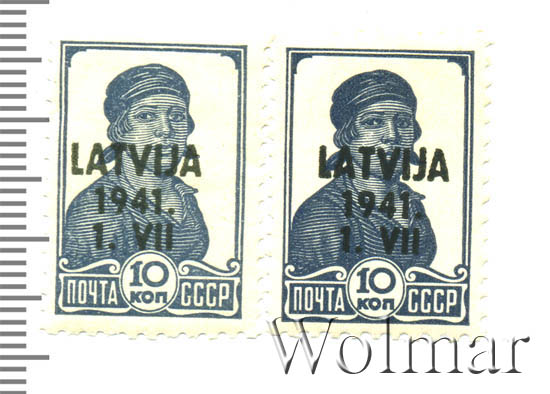 LATVIJA
1941.
1. VII
10
ПОЧТА КОП СССР
LATVIJA
1941.
1. VII
10
ПОЧТА КОП СССР
Wolmar